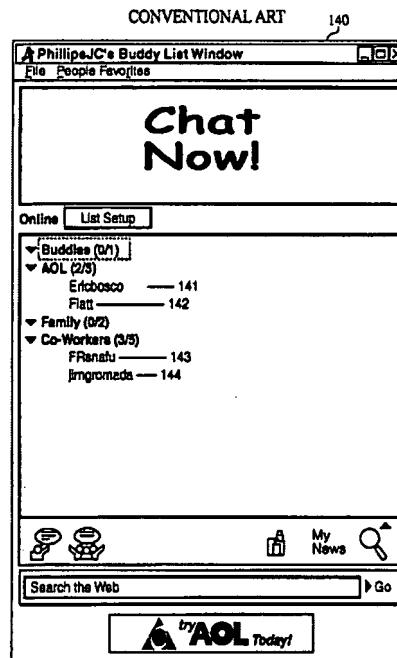 CONVENTIONAL ART
140
PhillipeJC's Buddy List Window
File People Favorites
Chat
Now!
Online List Setup
Buddies (0/1)
AOL (2/5)
Ericbosco 141
Flatt 142
Family (0/2)
Co-Workers (3/5)
FRanafu 143
jimgromada 144
My
News
Search the Web Go
try AOL Today!